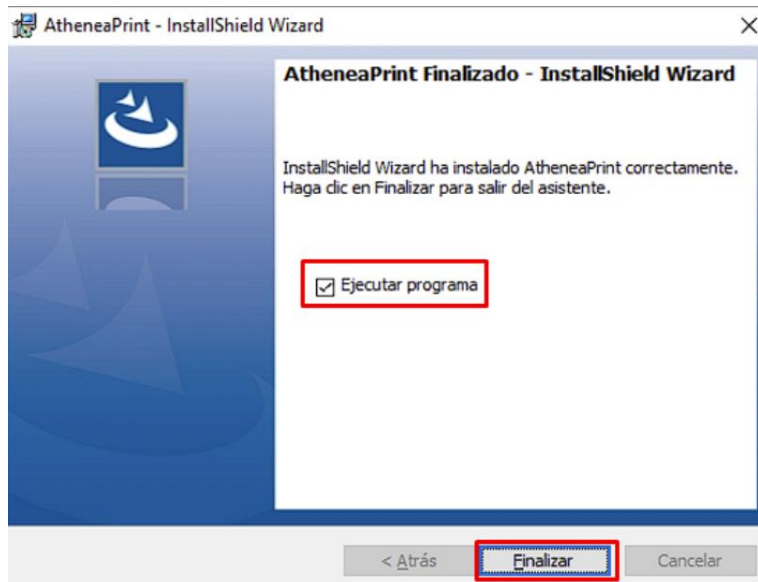 AtheneaPrint - InstallShield Wizard
AtheneaPrint Finalizado - InstallShield Wizard
InstallShield Wizard ha instalado AtheneaPrint correctamente.
Haga clic en Finalizar para salir del asistente.
Ejecutar programa
< Atrás
Finalizar
Cancelar